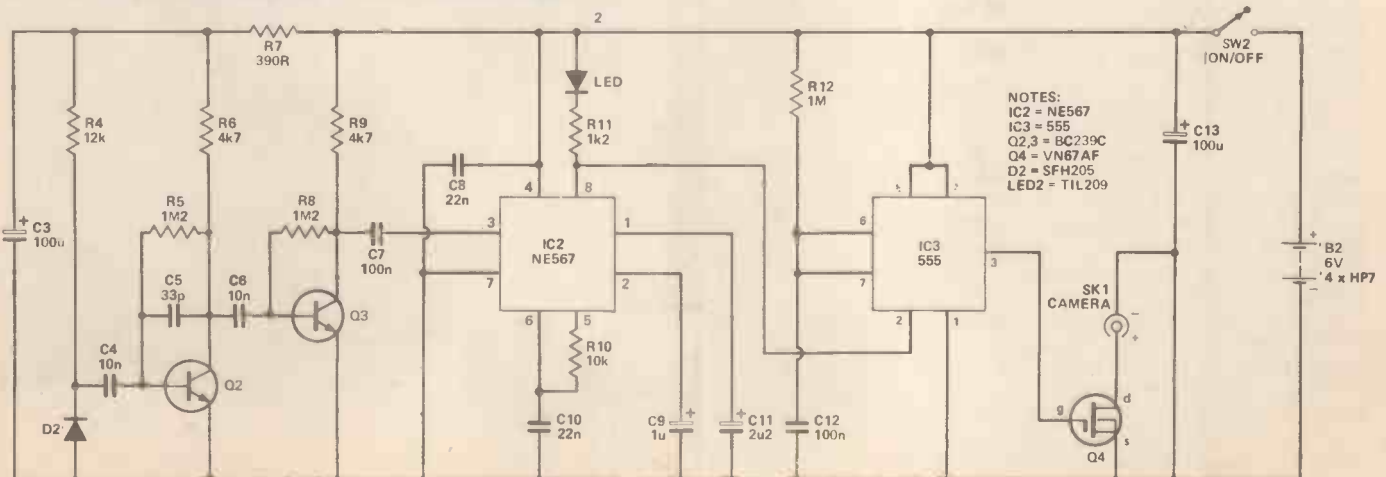 2
R7
390R
SW2
ON/OFF
LED
R12
1M
NOTES:
IC2 = NE567
IC3 = 555
Q2,3 = BC239C
Q4 = VN67AF
D2 = SFH205
LED2 = TIL209
R4
12k
R6
4k7
R9
4k7
R11
1k2
+
C13
100u
C8
22n
4
8
R5
1M2
R8
1M2
+
C3
100u
C7
100n
3
1
IC2
NE567
6
IC3
555
3
+
B2
6V
4 x HP7
-
C5
33p
C6
10n
7
2
7
Q3
SK1
CAMERA
-
+
6
5
2
1
R10
10k
C4
10n
Q2
d
g
s
Q4
D2
C10
22n
C9
1u
+
C11
2u2
+
C12
100n